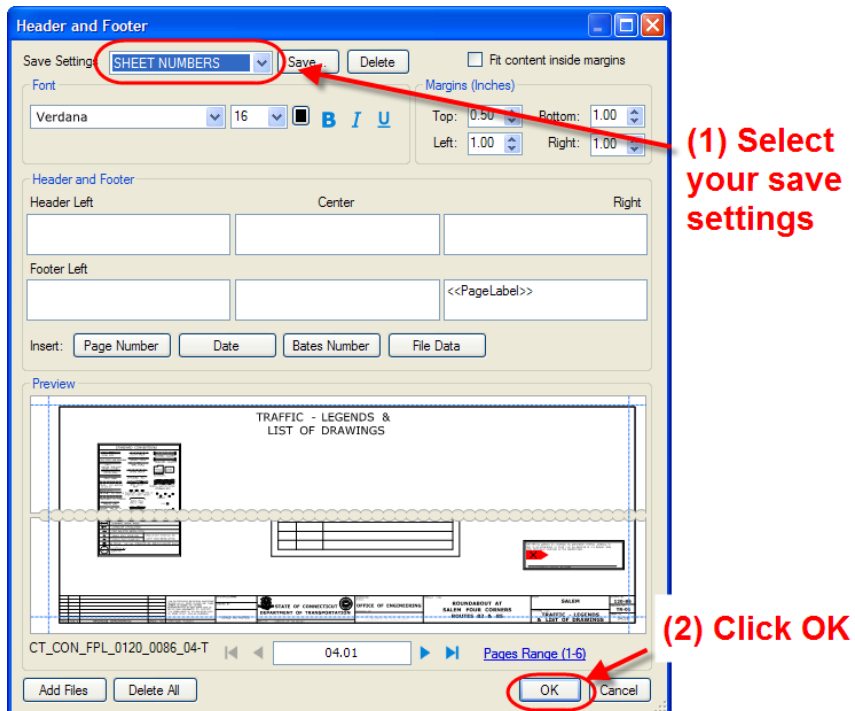 Header and Footer
Save Settings SHEET NUMBERS Save... Delete Fit content inside margins
Font
Verdana 16 B I U
Margins (Inches)
Top: 0.50 Bottom: 1.00
Left: 1.00 Right: 1.00
(1) Select
your save
settings
Header and Footer
Header Left Center Right
Footer Left
<<PageLabel>>
Insert: Page Number Date Bates Number File Data
Preview
TRAFFIC - LEGENDS &
LIST OF DRAWINGS
STATE OF CONNECTICUT
DEPARTMENT OF TRANSPORTATION
OFFICE OF ENGINEERING
ROUNDABOUT AT
SALEM FOUR CORNERS
ROUTES 82 & 85
SALEM
TRAFFIC - LEGENDS
& LIST OF DRAWINGS
TR-01
(2) Click OK
CT_CON_FPL_0120_0086_04-T 04.01 Pages Range (1-6)
Add Files Delete All OK Cancel